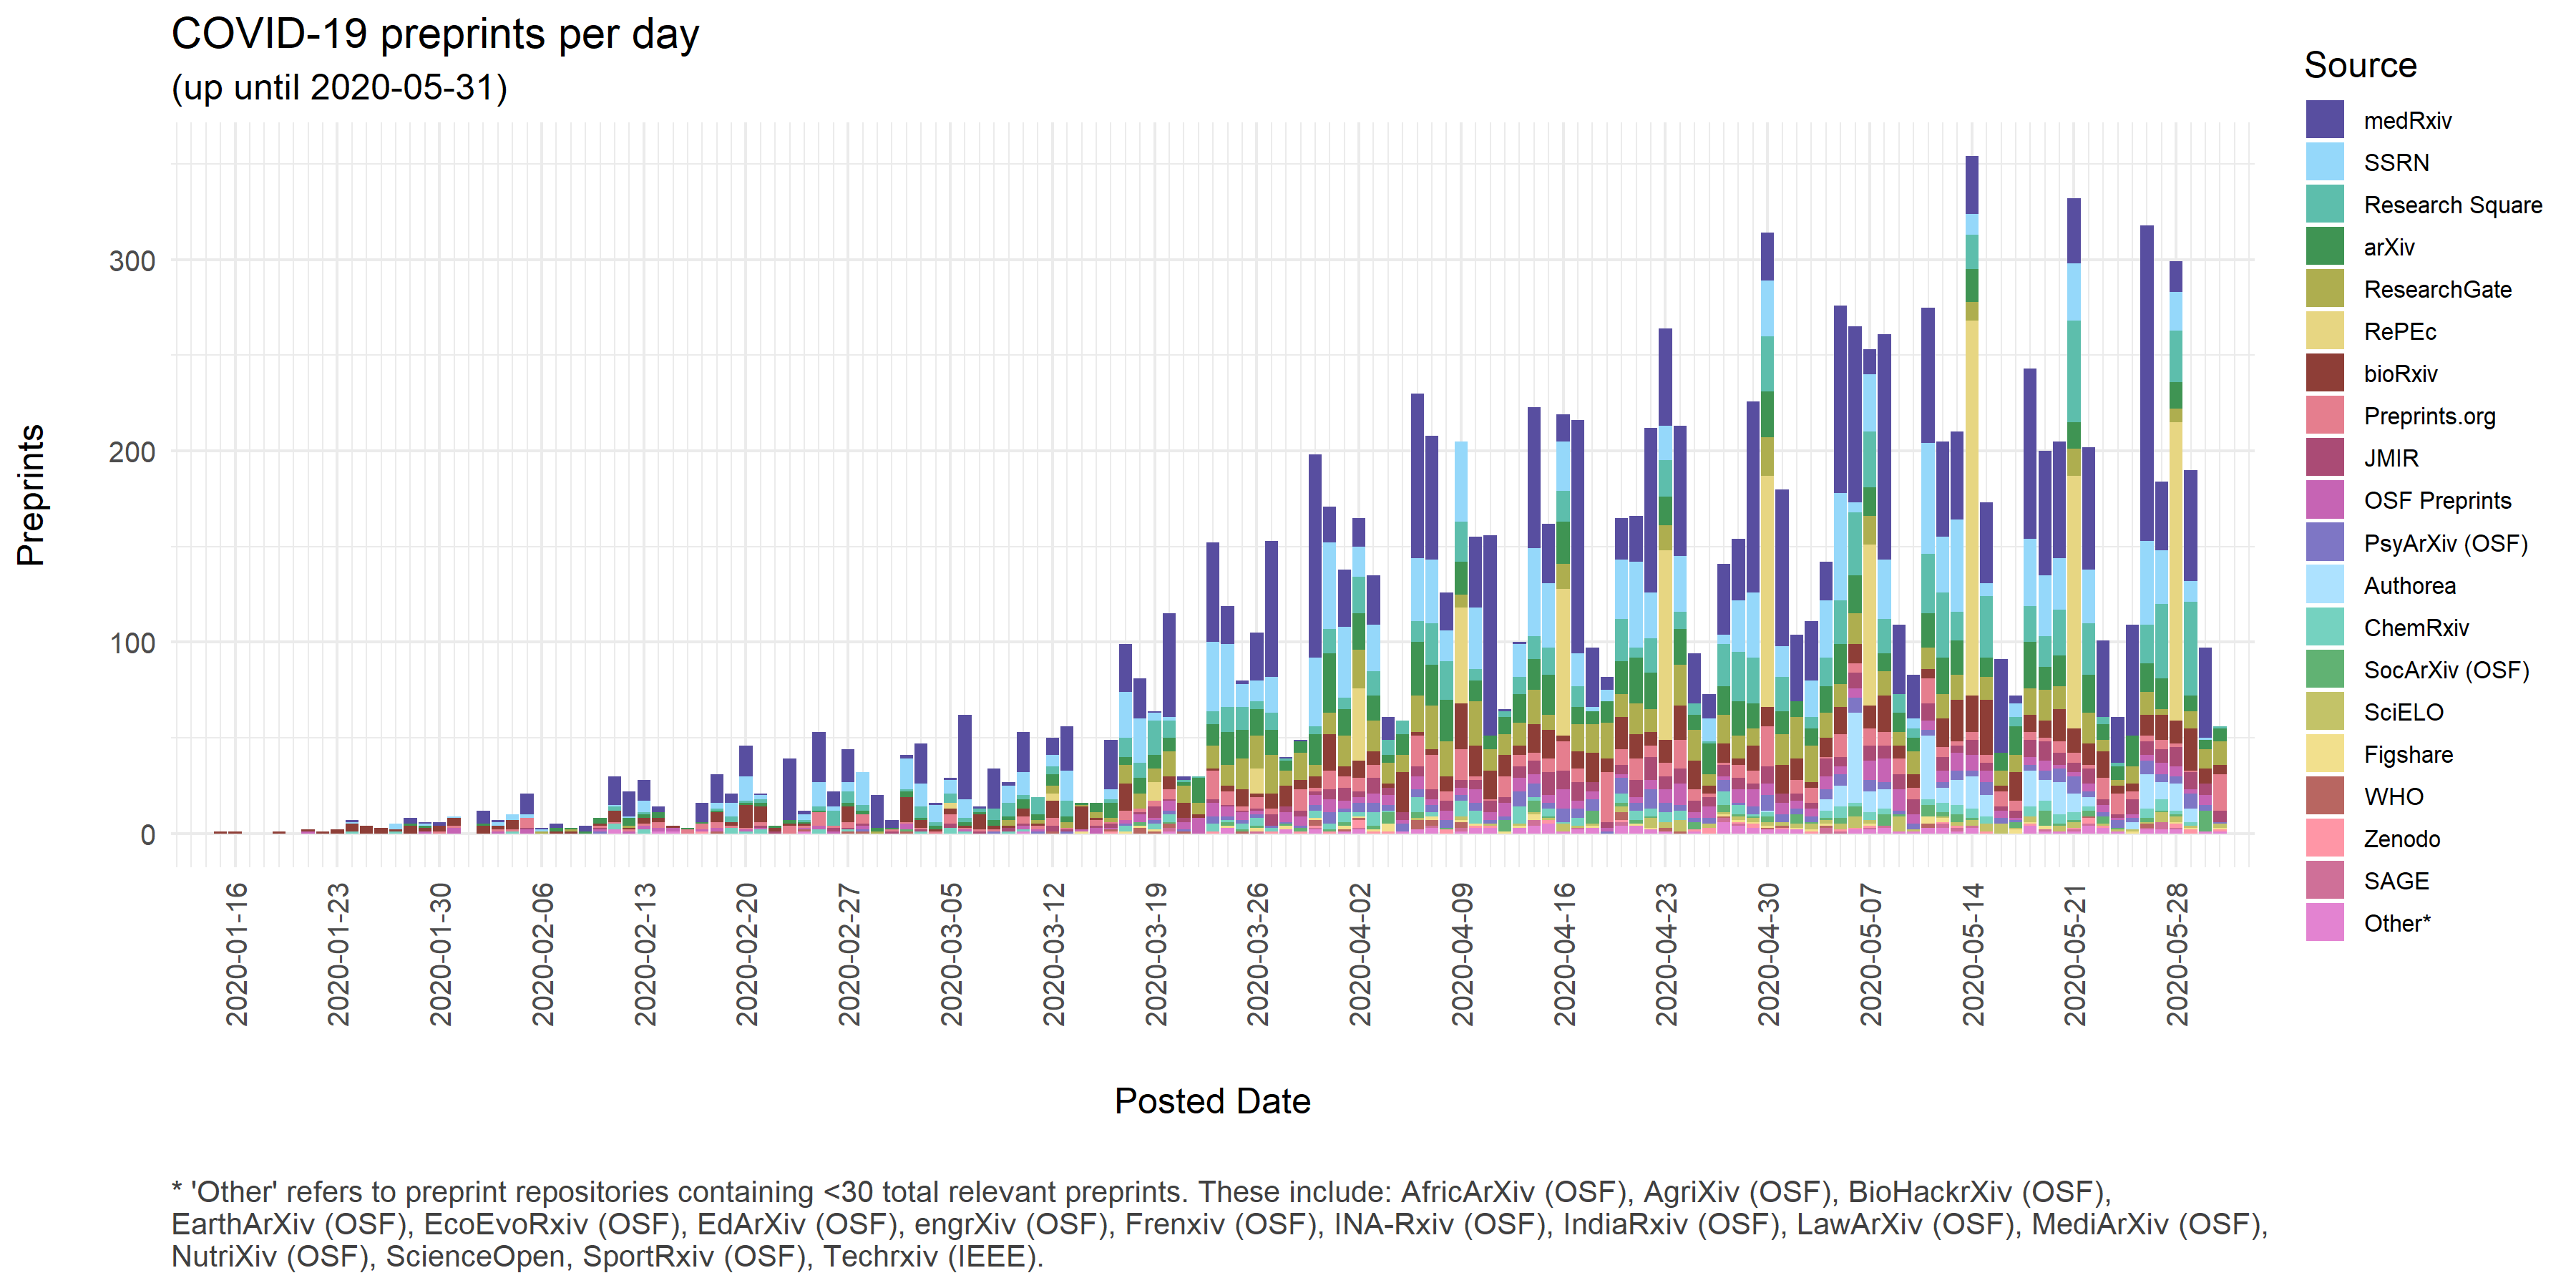 COVID-19 preprints per day
(up until 2020-05-31)
Preprints
300
200
100
0
2020-01-16
2020-01-23
2020-01-30
2020-02-06
2020-02-13
2020-02-20
2020-02-27
2020-03-05
2020-03-12
2020-03-19
2020-03-26
2020-04-02
2020-04-09
2020-04-16
2020-04-23
2020-04-30
2020-05-07
2020-05-14
2020-05-21
2020-05-28
Posted Date
Source
medRxiv
SSRN
Research Square
arXiv
ResearchGate
RePEc
bioRxiv
Preprints.org
JMIR
OSF Preprints
PsyArXiv (OSF)
Authorea
ChemRxiv
SocArXiv (OSF)
SciELO
Figshare
WHO
Zenodo
SAGE
Other*
* 'Other' refers to preprint repositories containing <30 total relevant preprints. These include: AfricArXiv (OSF), AgriXiv (OSF), BioHackrXiv (OSF),
EarthArXiv (OSF), EcoEvoRxiv (OSF), EdArXiv (OSF), engrXiv (OSF), Frenxiv (OSF), INA-Rxiv (OSF), IndiaRxiv (OSF), LawArXiv (OSF), MediArXiv (OSF),
NutriXiv (OSF), ScienceOpen, SportRxiv (OSF), Techrxiv (IEEE).